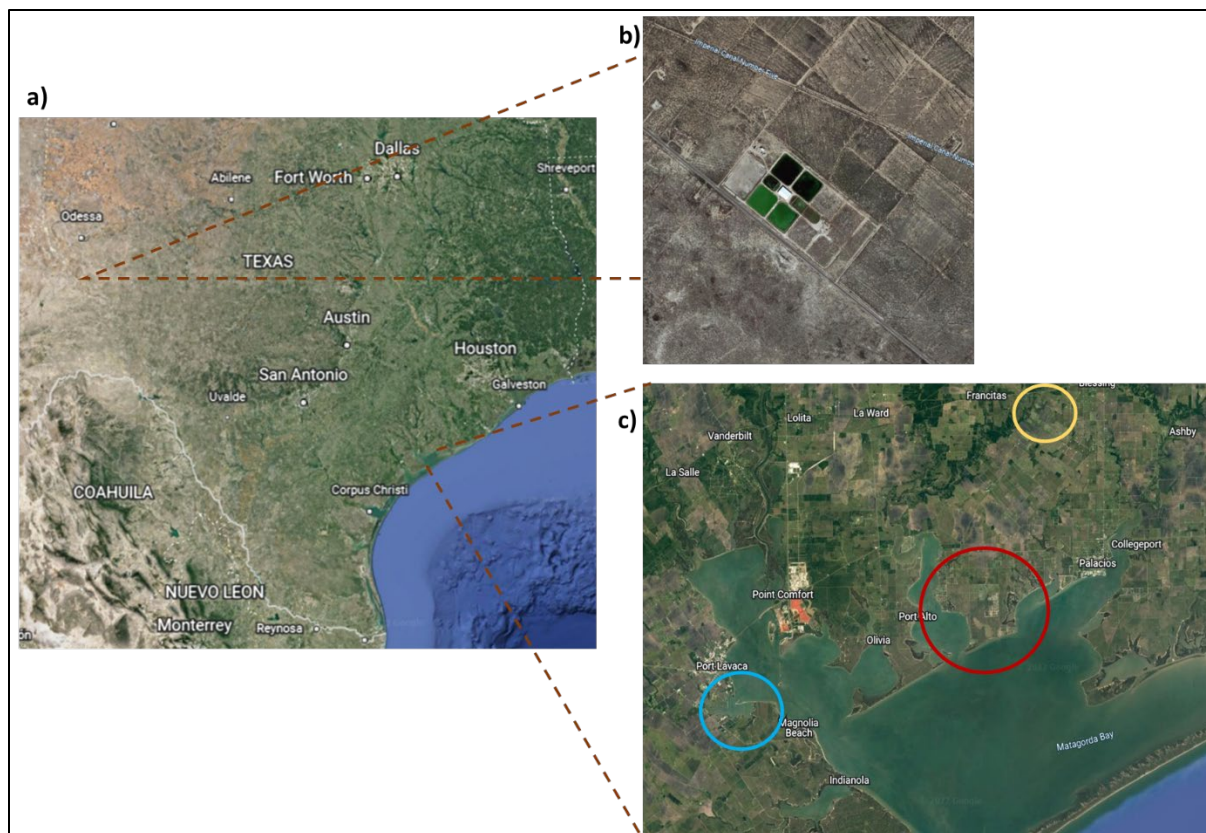 a)
Dallas
Fort Worth
Abilene
Shreveport
Odessa
TEXAS
Austin
Houston
San Antonio
Galveston
Uvalde
Corpus Christi
COAHUILA
NUEVO LEON
Monterrey
Reynosa
b)
Imperial Canal Number Five
c)
Francitas
La Ward
Lolita
Vanderbilt
Ashby
La Salle
Collegeport
Palacios
Point Comfort
Port Alto
Olivia
Port Lavaca
Magnolia
Beach
Matagorda Bay
Indianola